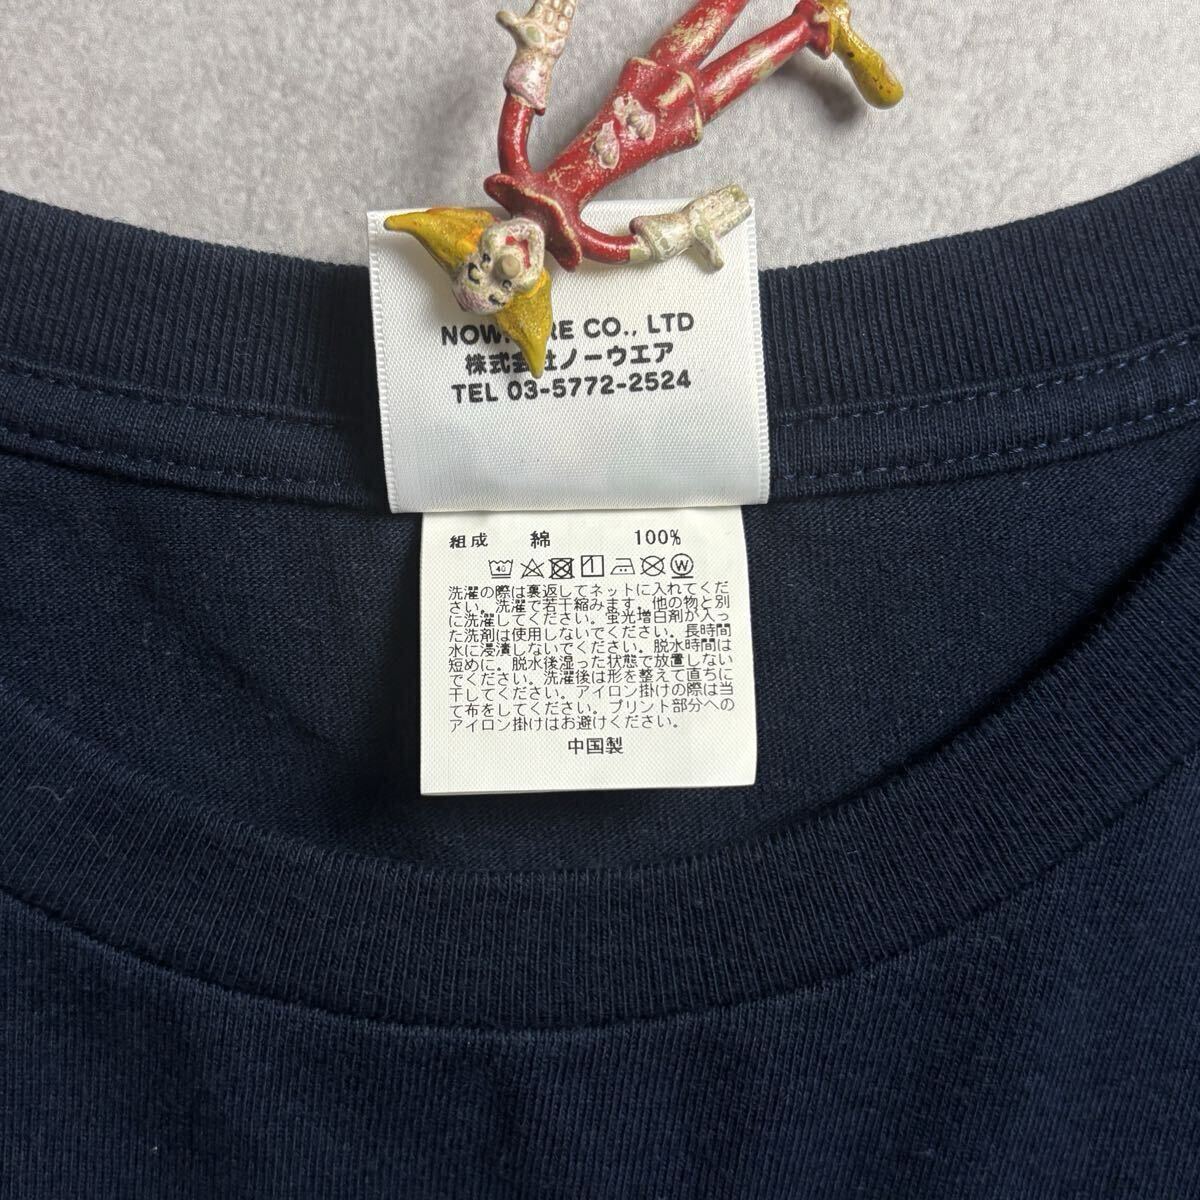 CO., LTD
ノーウエア
TEL 03-5772-2524
組成 綿 100%
40 W
洗濯の際は裏返してネットに入れてくだ
さい。洗濯で若干縮みます。他の物と別
に洗濯してください。蛍光増白剤が入っ
た洗剤は使用しないでください。長時間
水に浸漬しないでください。脱水時間は
短めに。脱水後湿った状態で放置しない
でください。洗濯後は形を整えて直ちに
干してください。アイロン掛けの際は当
て布をしてください。プリント部分への
アイロン掛けはお避けください。
中国製